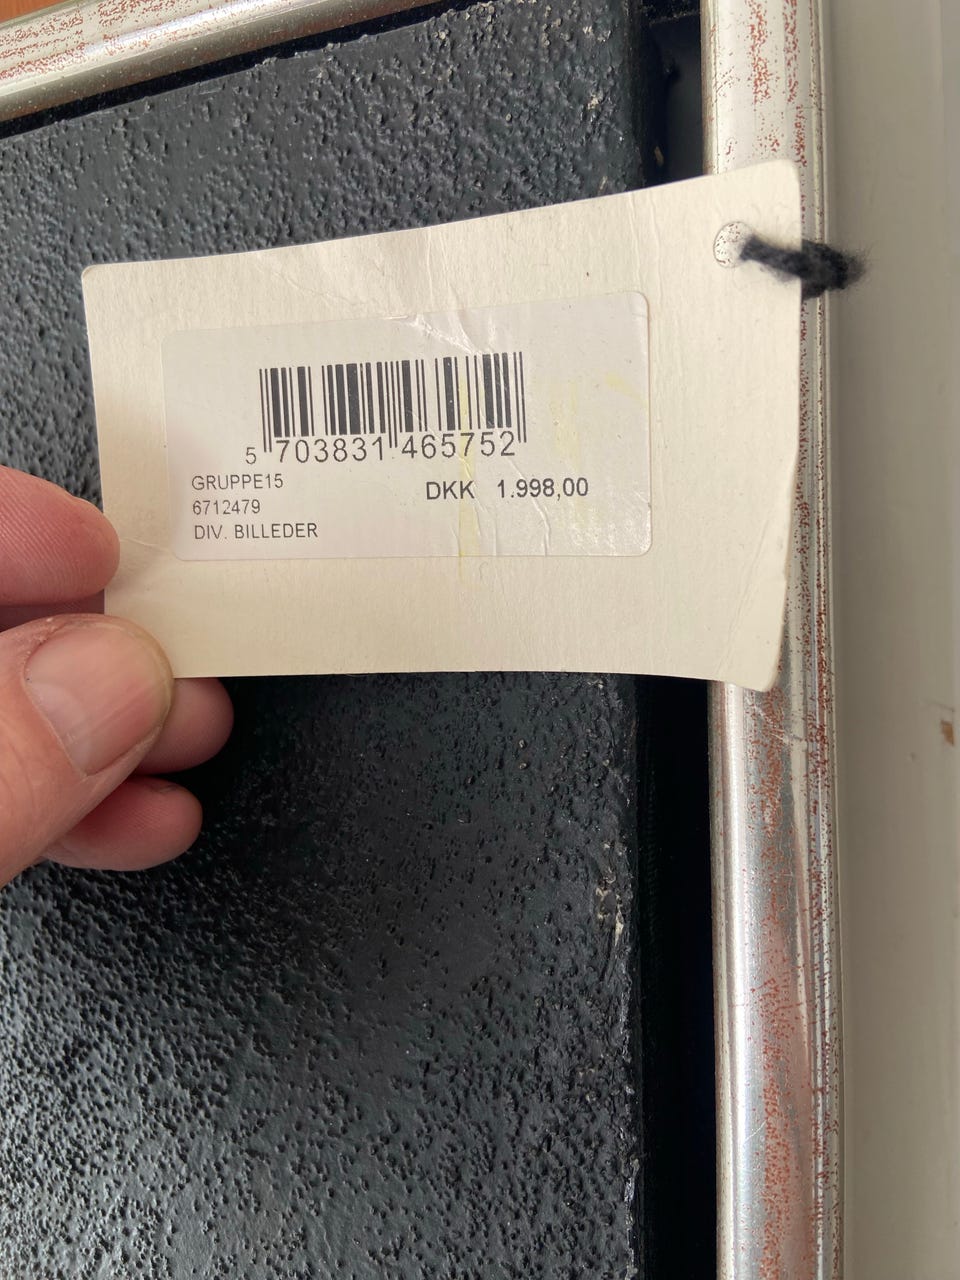 5 703831 465752
GRUPPE15
6712479
DKK 1.998,00
DIV. BILLEDER